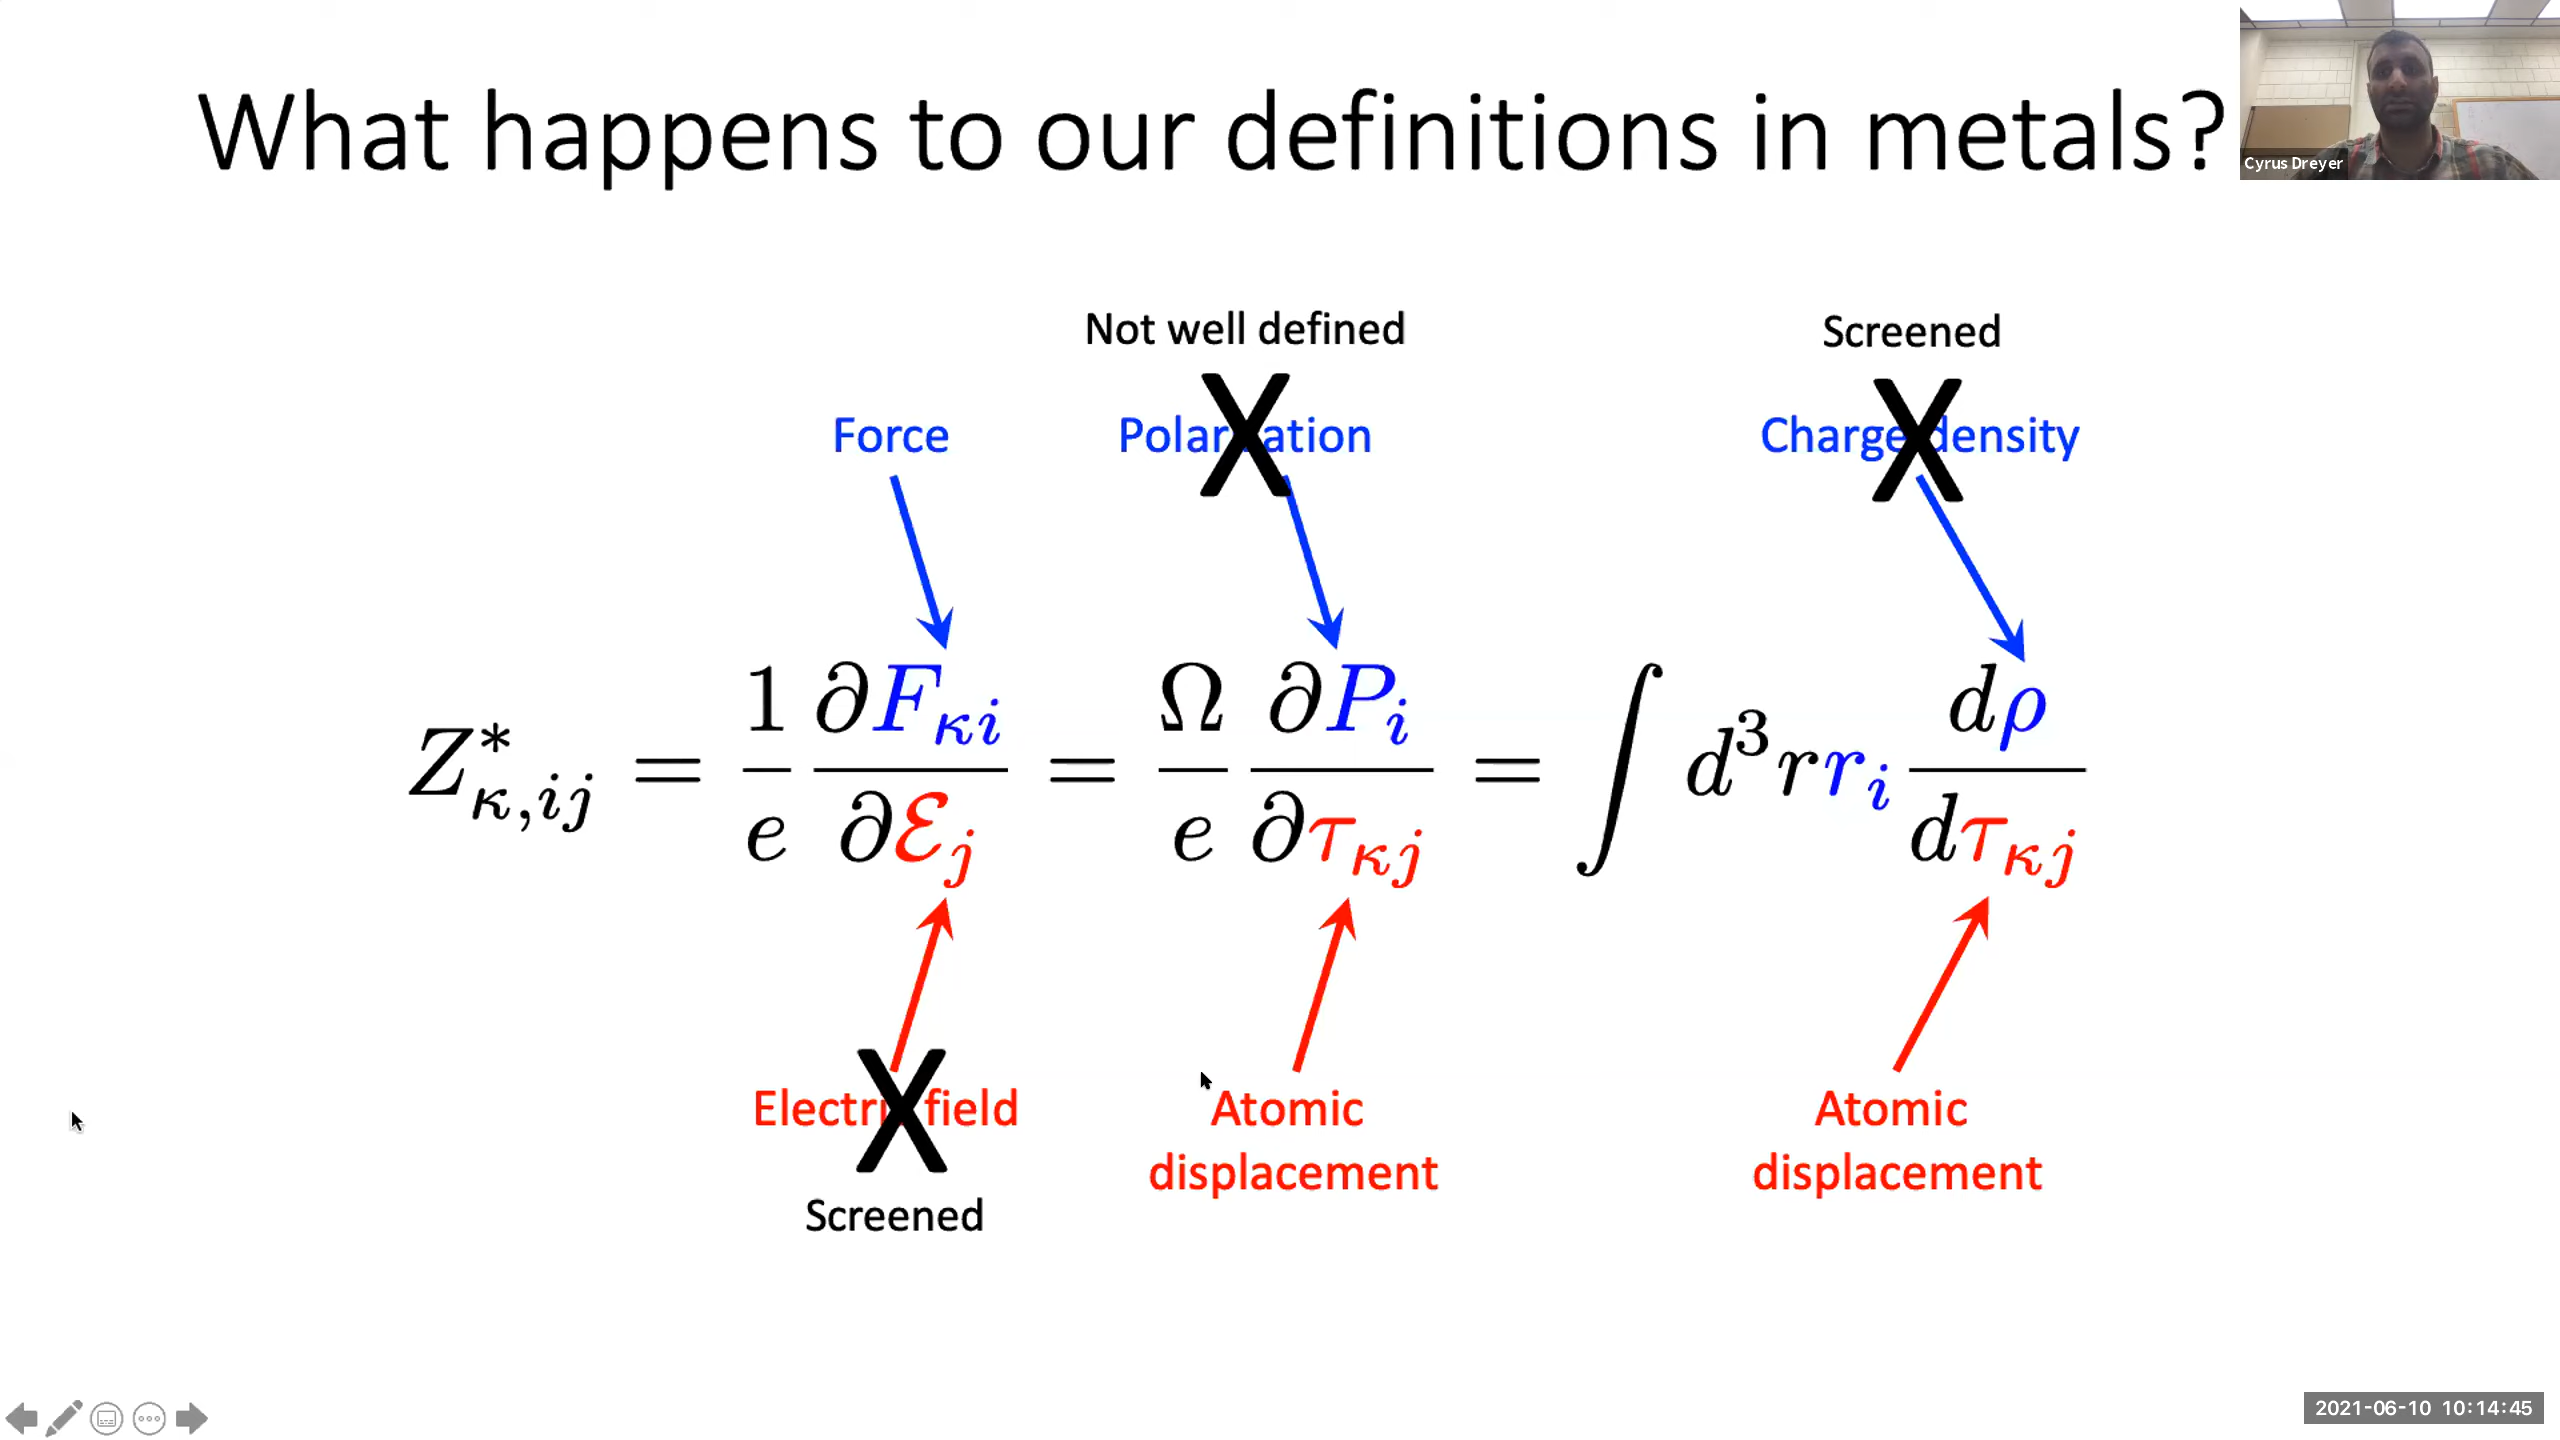 What happens to our definitions in metals?
Cyrus Dreyer
Not well defined
Screened
Force
Polarization
Charge density
Z*κ,ij = 1/e ∂Fκi/∂ℰj = Ω/e ∂Pi/∂τκj = ∫ d³r ri dρ/dτκj
Electric field
Atomic
displacement
Atomic
displacement
Screened
2021-06-10 10:14:45